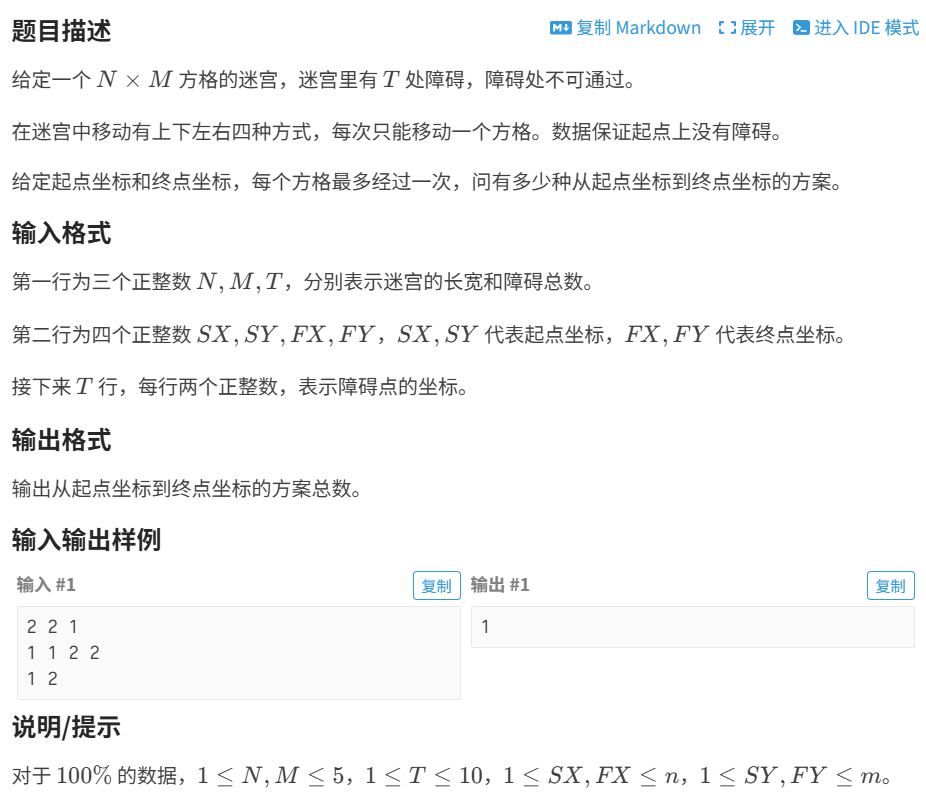 题目描述
复制 Markdown 展开 进入 IDE 模式
给定一个 N × M 方格的迷宫，迷宫里有 T 处障碍，障碍处不可通过。
在迷宫中移动有上下左右四种方式，每次只能移动一个方格。数据保证起点上没有障碍。
给定起点坐标和终点坐标，每个方格最多经过一次，问有多少种从起点坐标到终点坐标的方案。
输入格式
第一行为三个正整数 N, M, T，分别表示迷宫的长宽和障碍总数。
第二行为四个正整数 SX, SY, FX, FY，SX, SY 代表起点坐标，FX, FY 代表终点坐标。
接下来 T 行，每行两个正整数，表示障碍点的坐标。
输出格式
输出从起点坐标到终点坐标的方案总数。
输入输出样例
输入 #1 复制
2 2 1
1 1 2 2
1 2
输出 #1 复制
1
说明/提示
对于 100% 的数据，1 ≤ N, M ≤ 5，1 ≤ T ≤ 10，1 ≤ SX, FX ≤ n，1 ≤ SY, FY ≤ m。